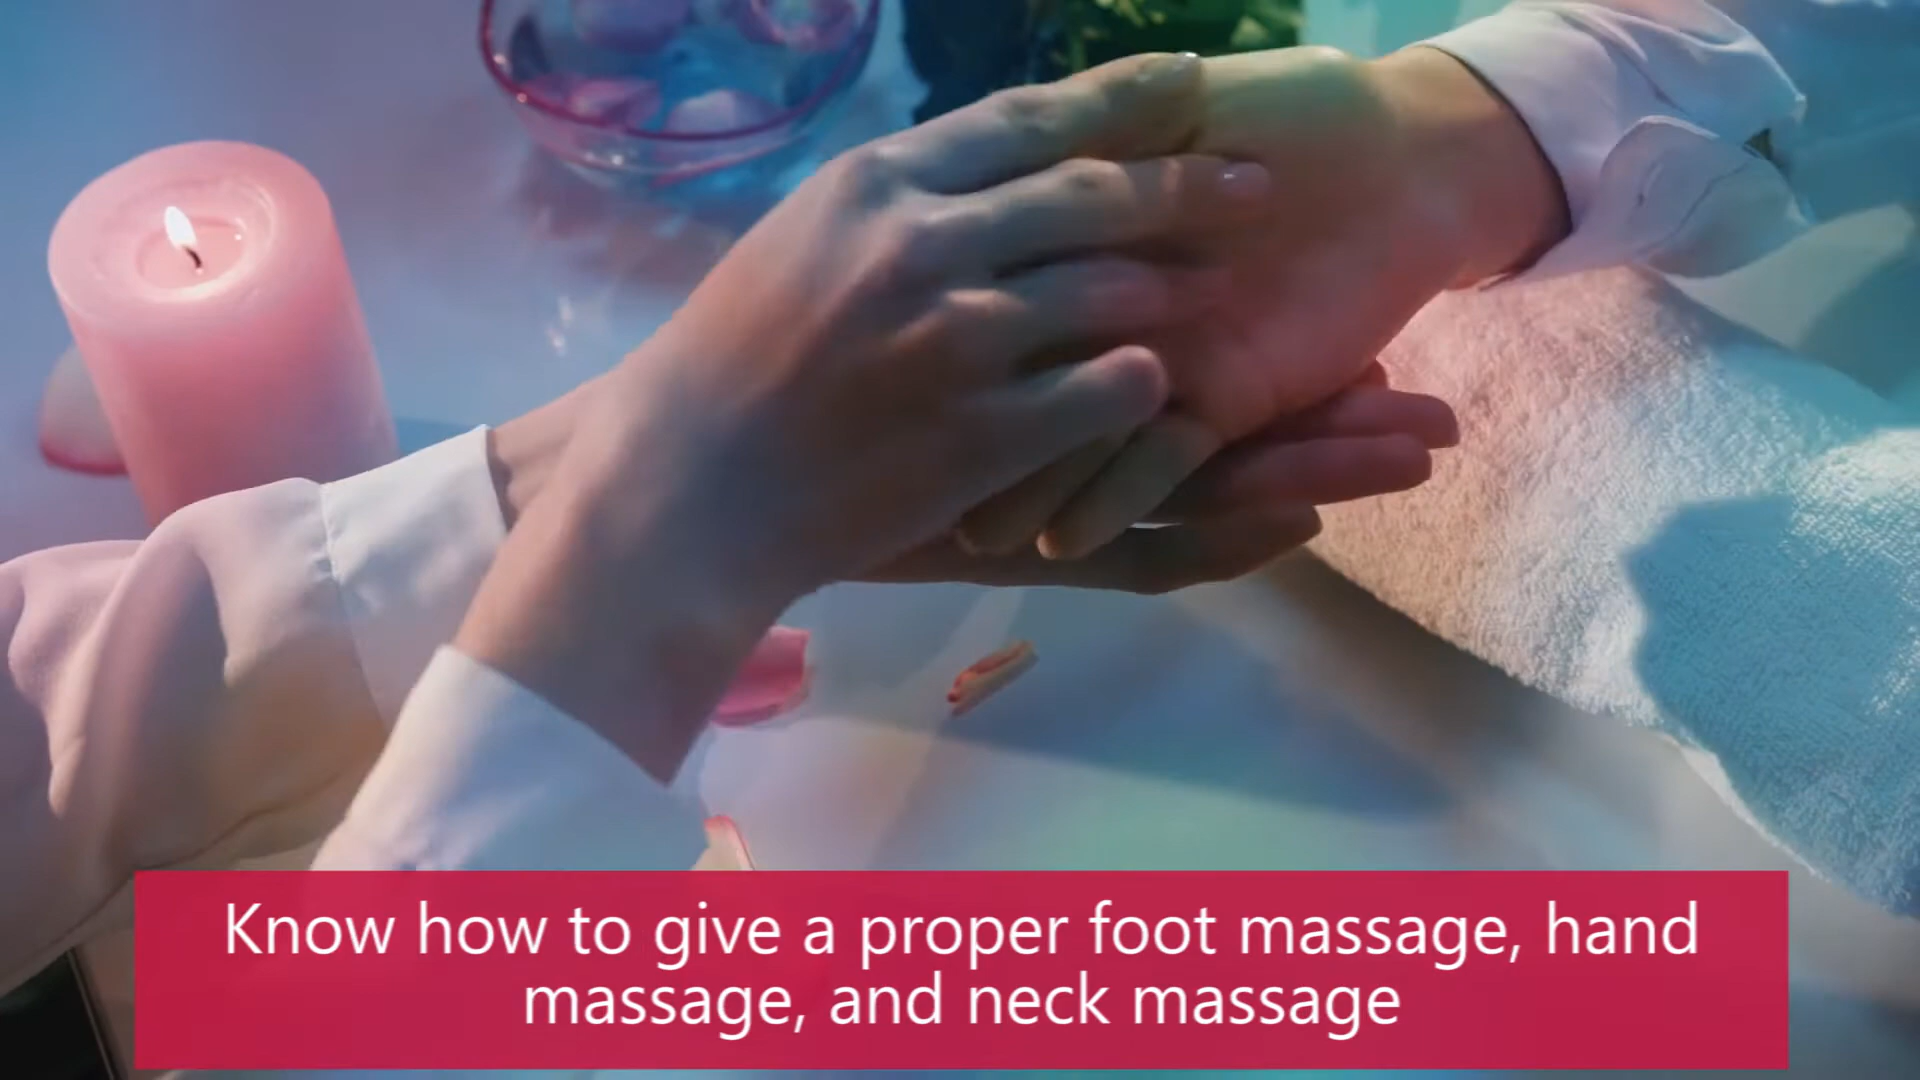 Know how to give a proper foot massage, hand
massage, and neck massage